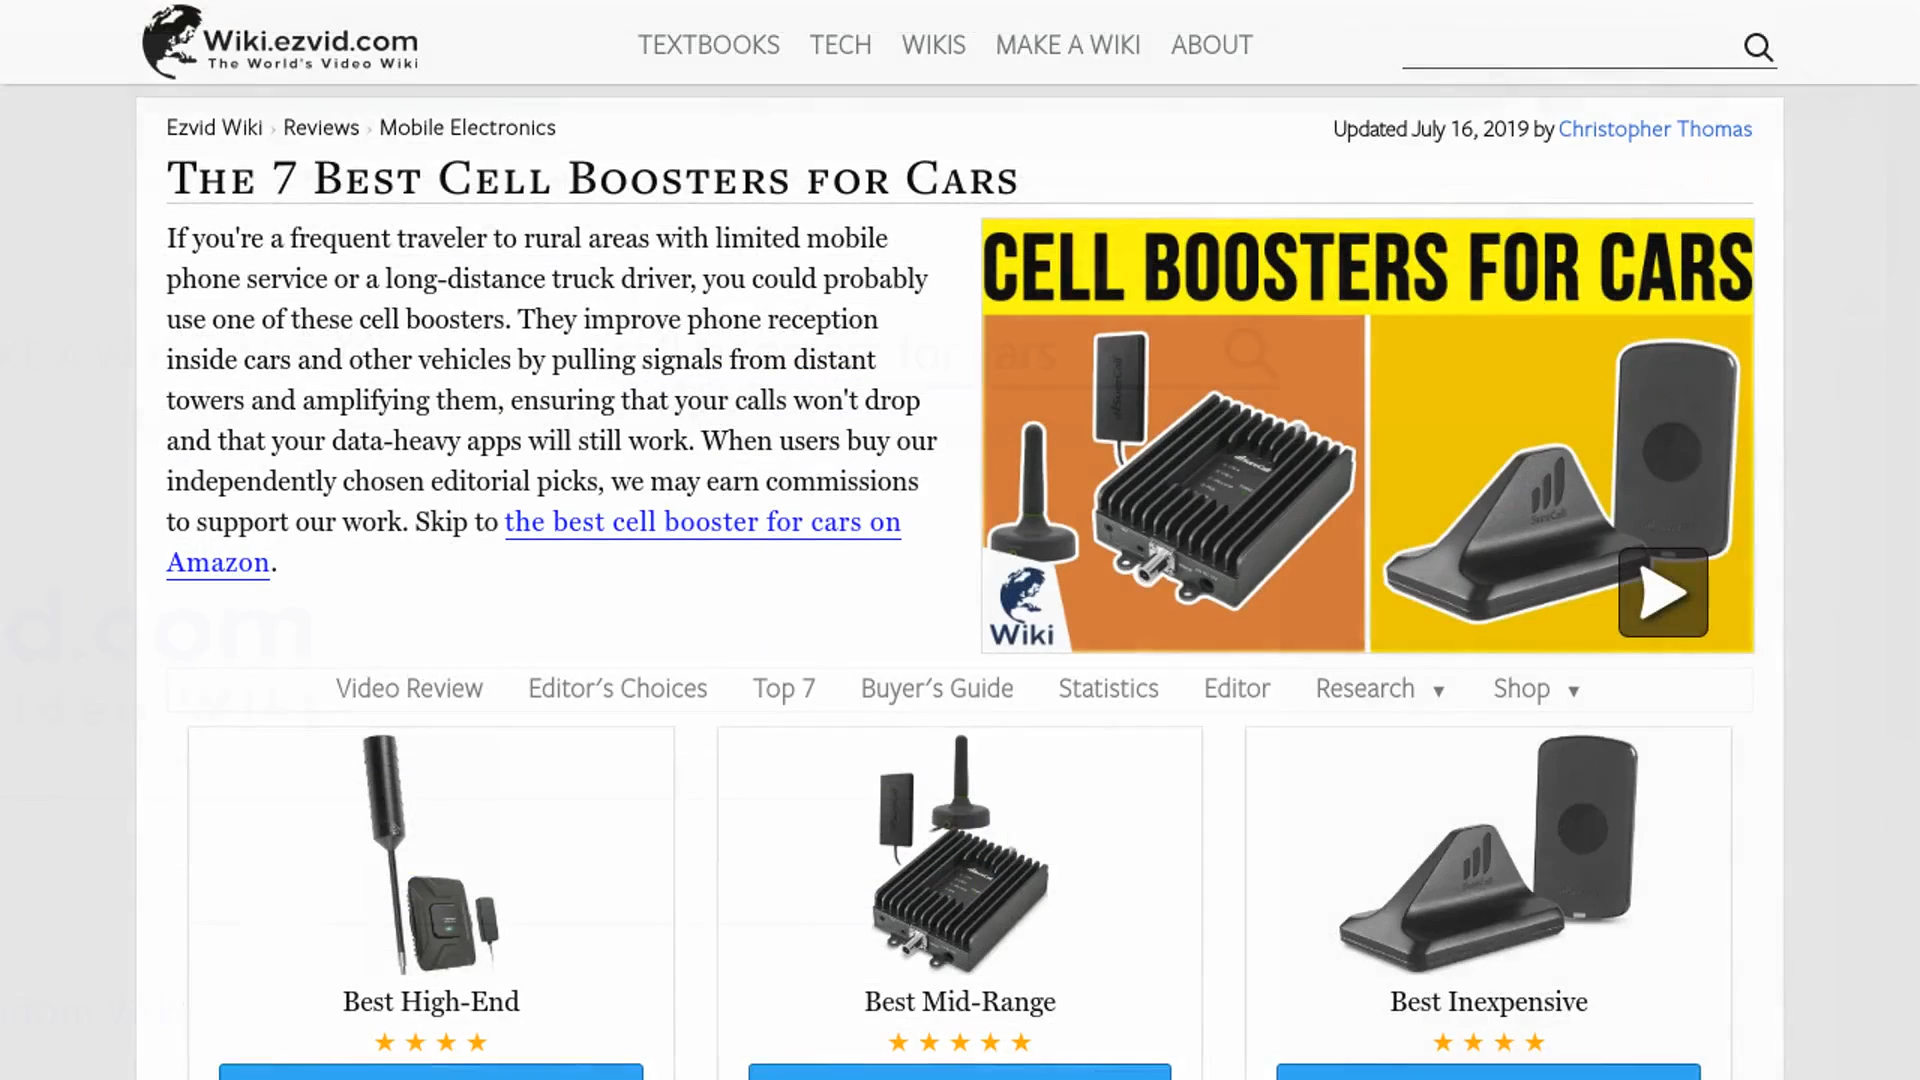 Wiki.ezvid.com
The World's Video Wiki
TEXTBOOKS TECH WIKIS MAKE A WIKI ABOUT
Ezvid Wiki › Reviews › Mobile Electronics
Updated July 16, 2019 by Christopher Thomas
The 7 Best Cell Boosters for Cars
If you're a frequent traveler to rural areas with limited mobile
phone service or a long-distance truck driver, you could probably
use one of these cell boosters. They improve phone reception
inside cars and other vehicles by pulling signals from distant
towers and amplifying them, ensuring that your calls won't drop
and that your data-heavy apps will still work. When users buy our
independently chosen editorial picks, we may earn commissions
to support our work. Skip to the best cell booster for cars on
Amazon.
CELL BOOSTERS FOR CARS
SureCall
Wiki
Video Review Editor's Choices Top 7 Buyer's Guide Statistics Editor Research ▾ Shop ▾
Best High-End
Best Mid-Range
Best Inexpensive